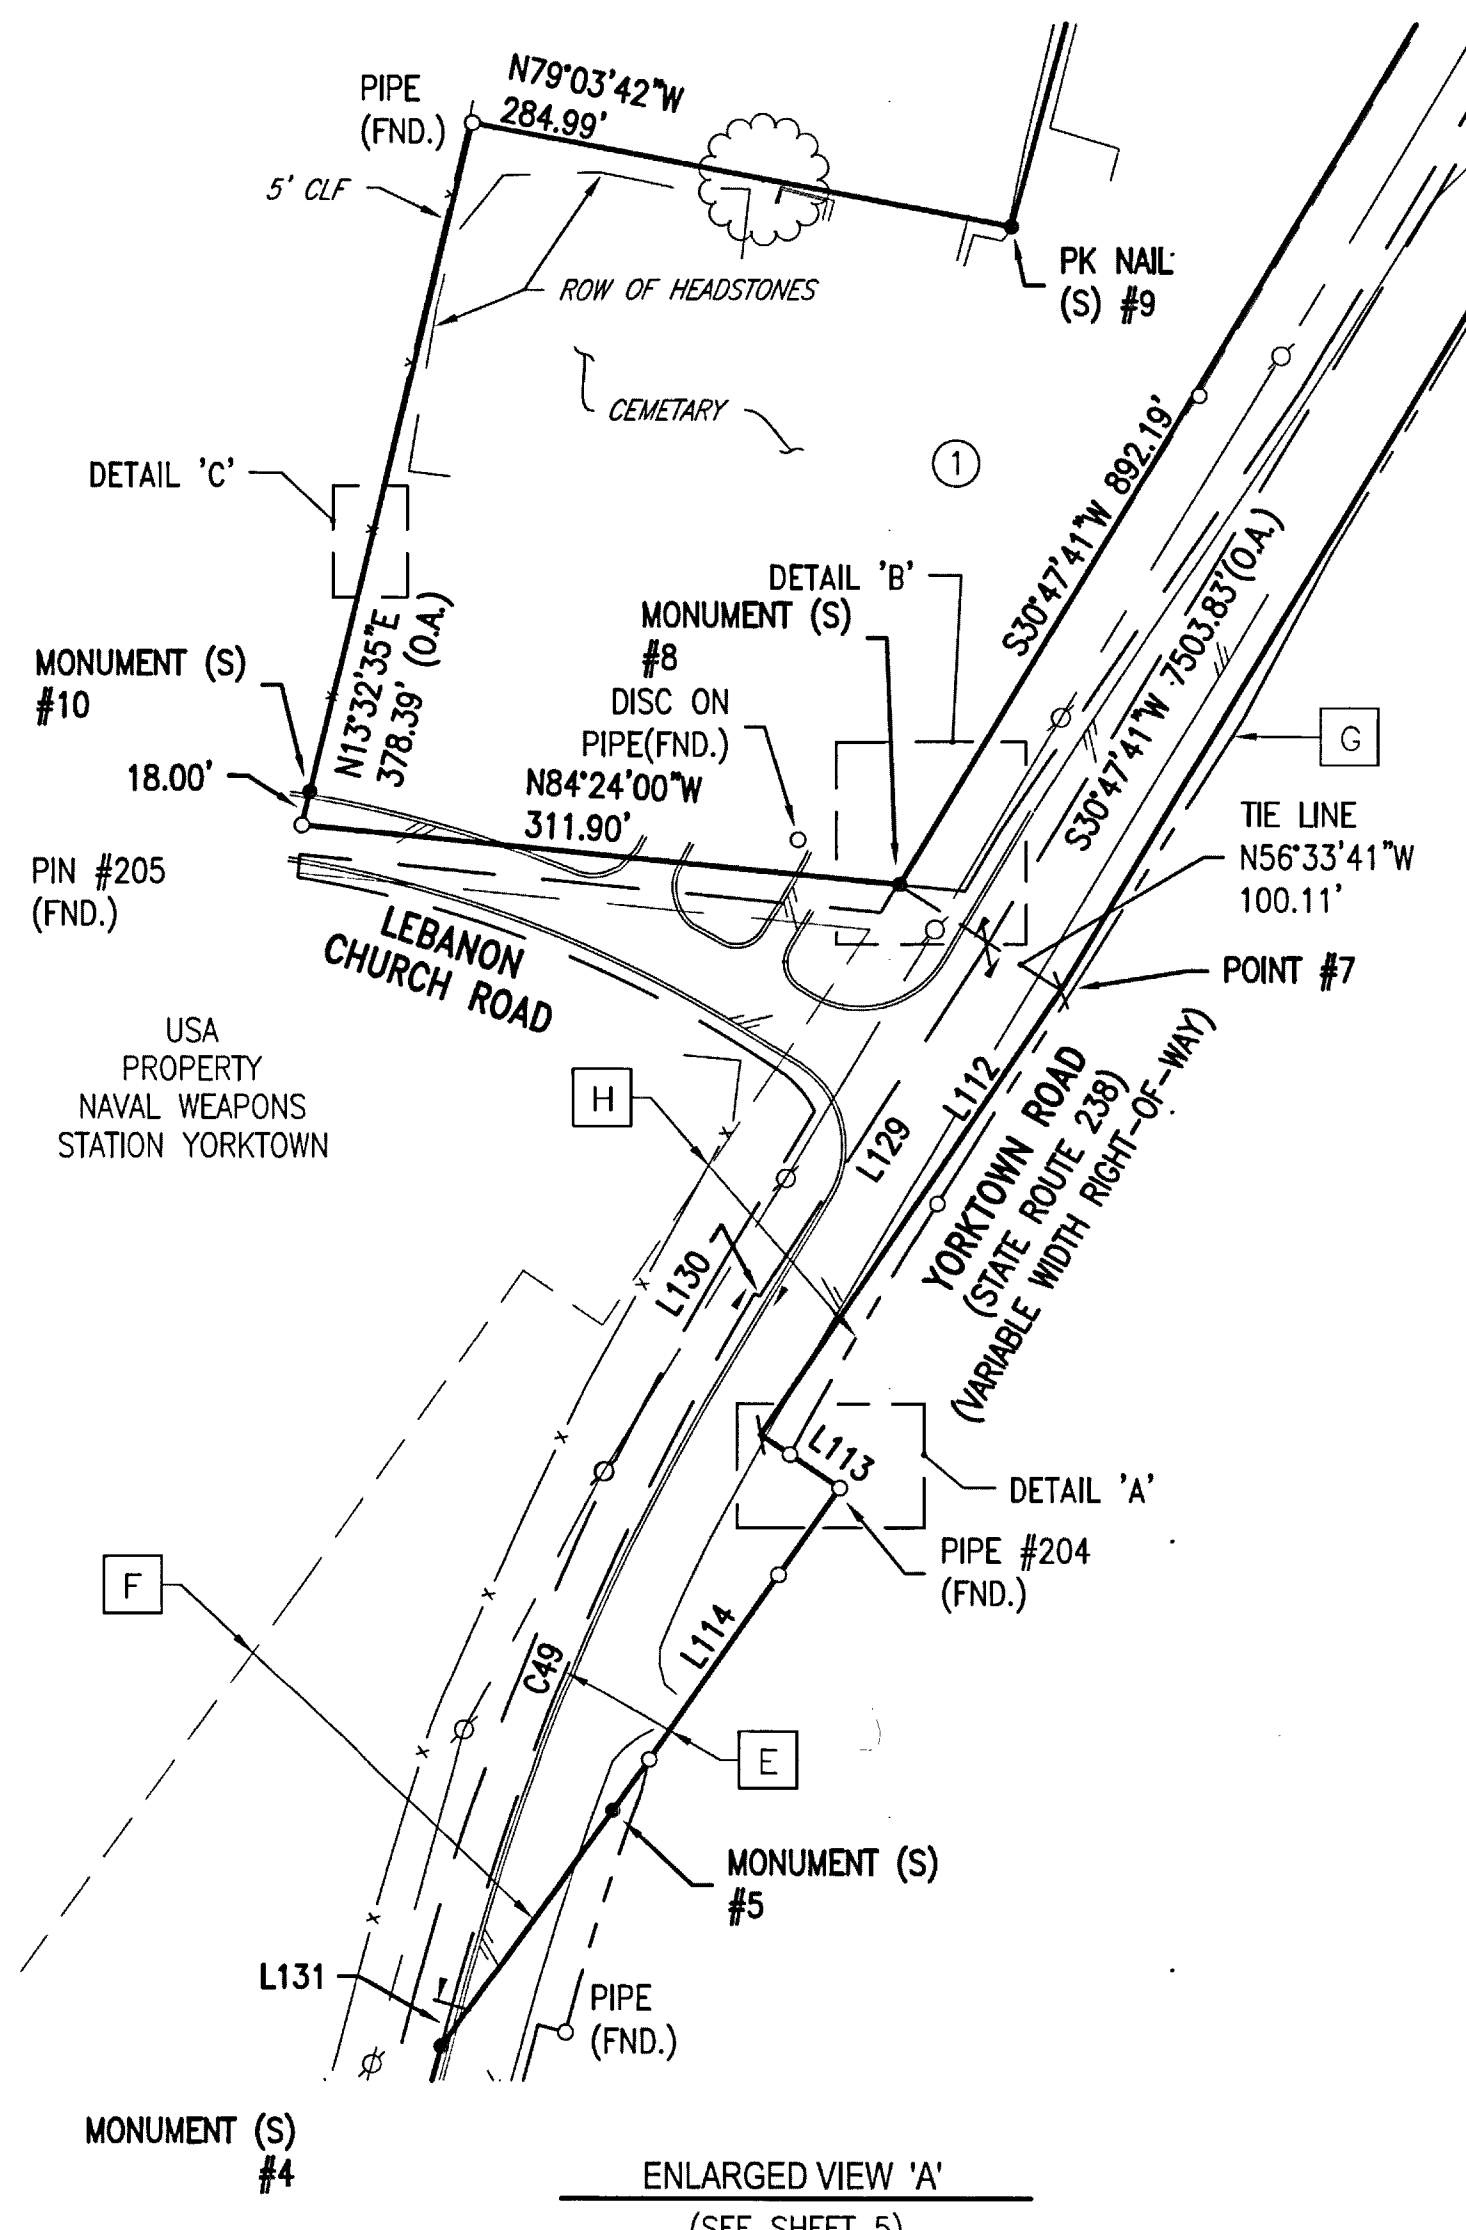 PIPE
(FND.)
N79°03'42"W
284.99'
5' CLF
ROW OF HEADSTONES
PK NAIL
(S) #9
CEMETARY
1
DETAIL 'C'
S30°47'41"W 892.19'
DETAIL 'B'
MONUMENT (S)
#8
S30°47'41"W 7503.83'(O.A.)
MONUMENT (S)
#10
N13°32'35"E
378.39' (O.A.)
DISC ON
PIPE(FND.)
G
18.00'
N84°24'00"W
311.90'
TIE LINE
N56°33'41"W
100.11'
PIN #205
(FND.)
LEBANON
CHURCH ROAD
POINT #7
USA
PROPERTY
NAVAL WEAPONS
STATION YORKTOWN
H
L112
L129
YORKTOWN ROAD
(STATE ROUTE 238)
(VARIABLE WIDTH RIGHT-OF-WAY)
L130
L113
DETAIL 'A'
PIPE #204
(FND.)
F
L114
C49
E
MONUMENT (S)
#5
L131
PIPE
(FND.)
MONUMENT (S)
#4
ENLARGED VIEW 'A'
(SEE SHEET 5)